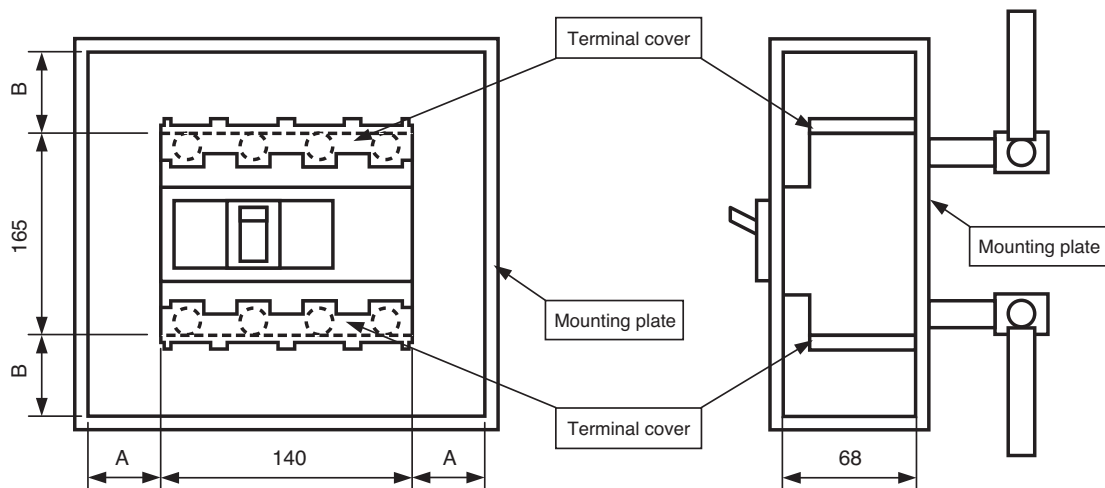 Terminal cover
B
165
Mounting plate
Mounting plate
B
Terminal cover
A
140
A
68